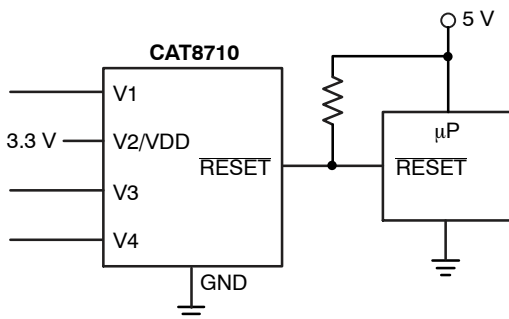 5 V
CAT8710
V1
μP
3.3 V
V2/VDD
RESET
RESET
V3
V4
GND